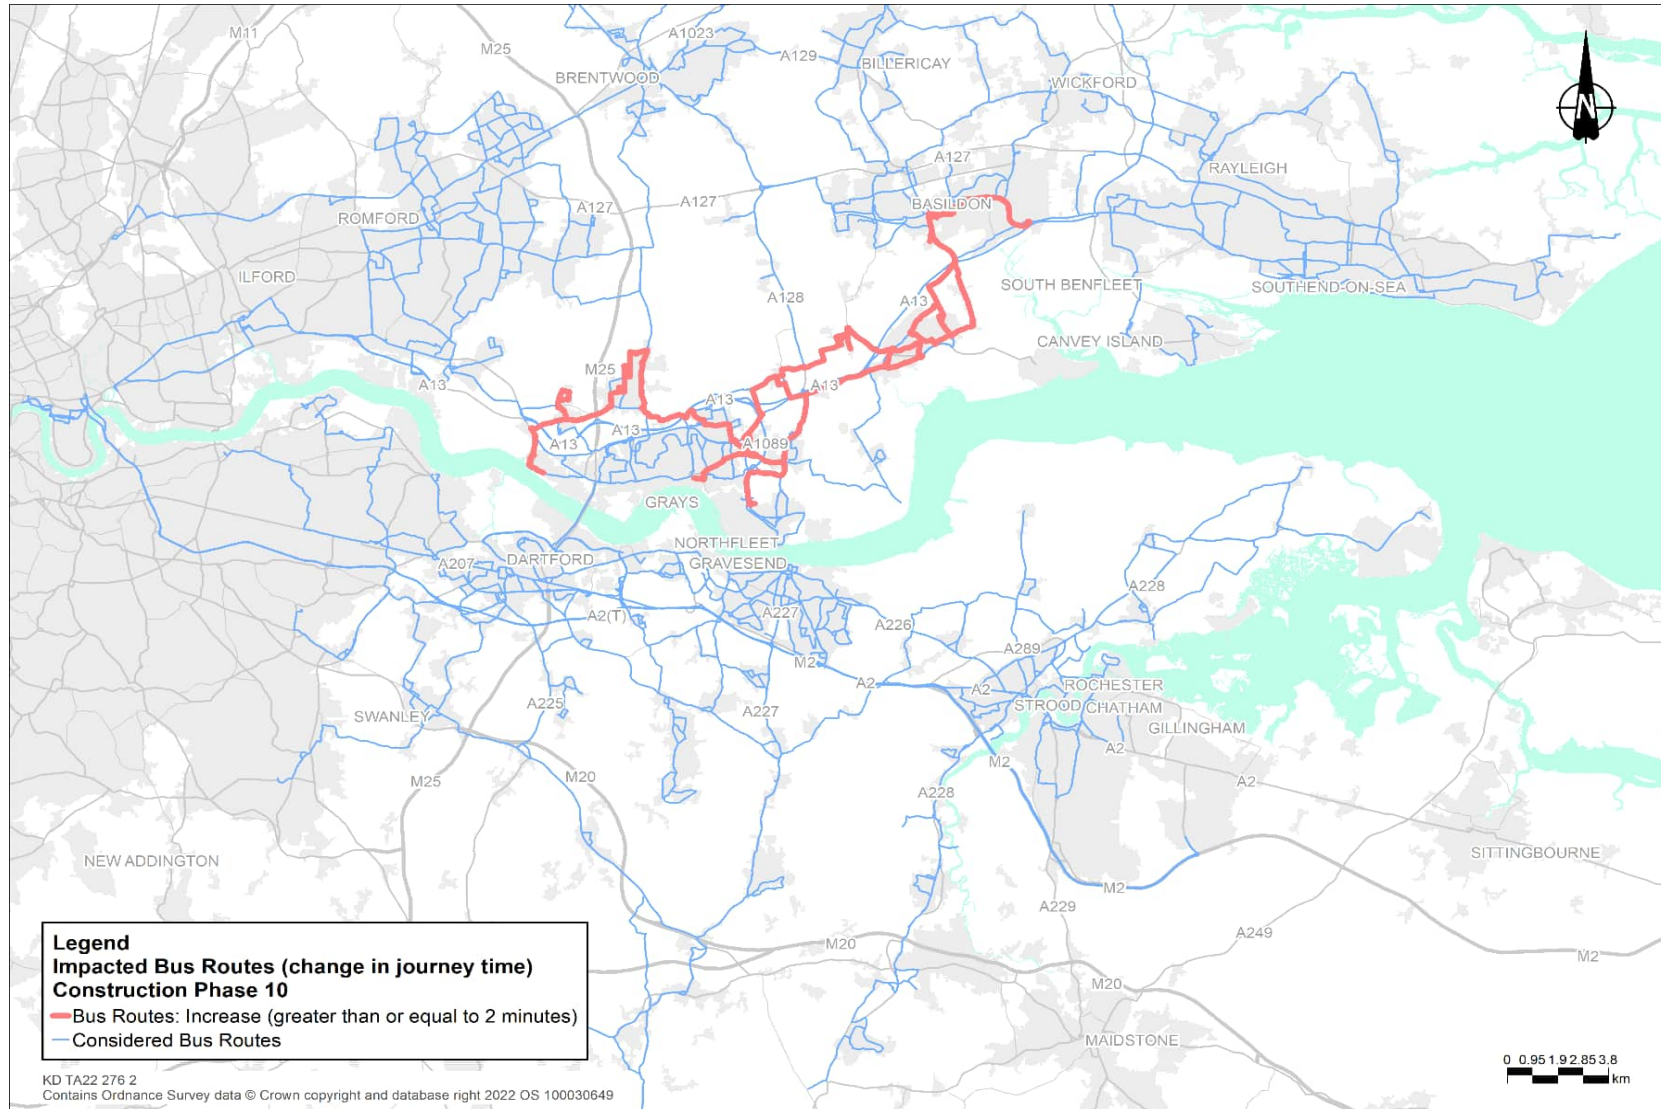 M11
M25
A1023
A129
BRENTWOOD
BILLERICAY
WICKFORD
N
A127
RAYLEIGH
A127
A127
BASILDON
ROMFORD
ILFORD
A128
A13
SOUTH BENFLEET
SOUTHEND-ON-SEA
CANVEY ISLAND
M25
A13
A13
A13
A13
A13
A1089
GRAYS
NORTHFLEET
GRAVESEND
A207
DARTFORD
A2(T)
A227
A226
A228
A289
M2
A2
A2
ROCHESTER
STROOD
CHATHAM
GILLINGHAM
SWANLEY
A225
A227
A2
M2
A2
M25
M20
A228
NEW ADDINGTON
SITTINGBOURNE
M2
A229
A249
M20
M2
M20
MAIDSTONE
Legend
Impacted Bus Routes (change in journey time)
Construction Phase 10
Bus Routes: Increase (greater than or equal to 2 minutes)
Considered Bus Routes
0 0.95 1.9 2.85 3.8
km
KD TA22 276 2
Contains Ordnance Survey data © Crown copyright and database right 2022 OS 100030649